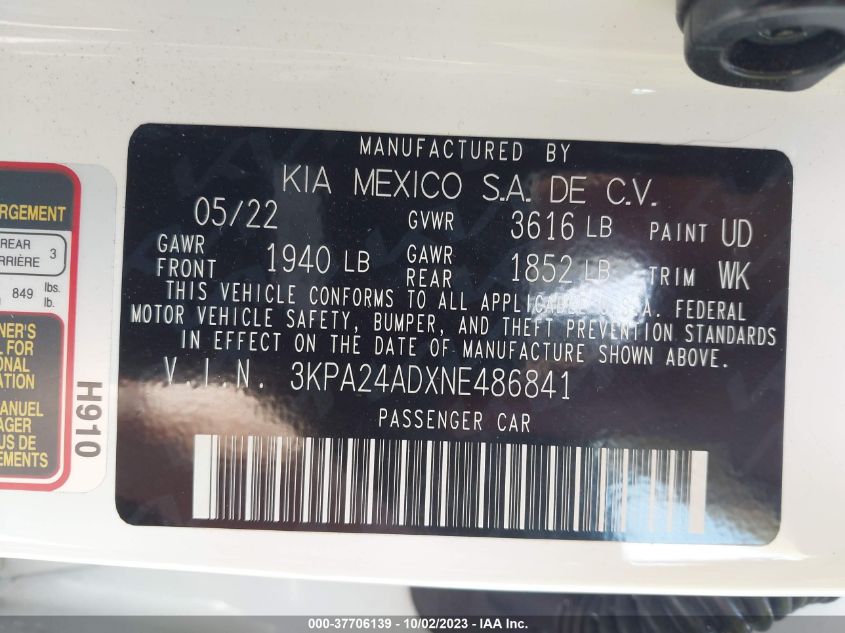 MANUFACTURED BY
KIA MEXICO S.A. DE C.V.
05/22 GVWR 3616 LB PAINT UD
GAWR FRONT 1940 LB GAWR REAR 1852 LB TRIM WK
THIS VEHICLE CONFORMS TO ALL APPLICABLE U.S.A. FEDERAL
MOTOR VEHICLE SAFETY, BUMPER, AND THEFT PREVENTION STANDARDS
IN EFFECT ON THE DATE OF MANUFACTURE SHOWN ABOVE.
V.I.N. 3KPA24ADXNE486841
PASSENGER CAR
RGEMENT
REAR 3
849 lbs.
lb.
NER'S
FOR
ONAL
ATION
ANUEL
AGER
US DE
EMENTS
H910
000-37706139 - 10/02/2023 - IAA Inc.